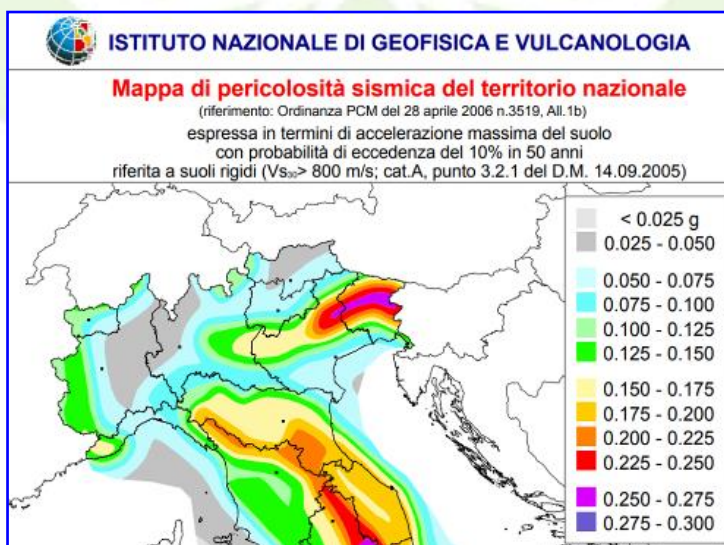 ISTITUTO NAZIONALE DI GEOFISICA E VULCANOLOGIA
Mappa di pericolosità sismica del territorio nazionale
(riferimento: Ordinanza PCM del 28 aprile 2006 n.3519, All.1b)
espressa in termini di accelerazione massima del suolo
con probabilità di eccedenza del 10% in 50 anni
riferita a suoli rigidi (Vs₃₀> 800 m/s; cat.A, punto 3.2.1 del D.M. 14.09.2005)
< 0.025 g
0.025 - 0.050
0.050 - 0.075
0.075 - 0.100
0.100 - 0.125
0.125 - 0.150
0.150 - 0.175
0.175 - 0.200
0.200 - 0.225
0.225 - 0.250
0.250 - 0.275
0.275 - 0.300